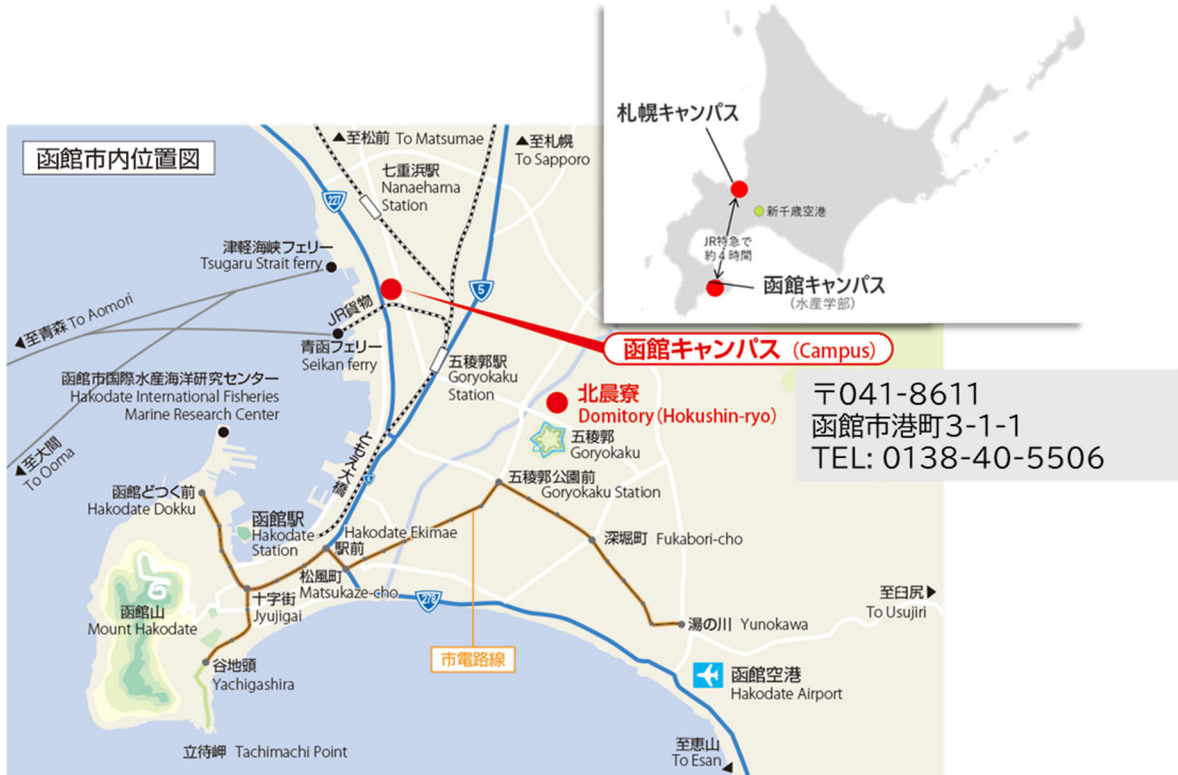 札幌キャンパス
新千歳空港
JR特急で
約4時間
函館キャンパス
(水産学部)
函館市内位置図
▲至松前 To Matsumae
▲至札幌
To Sapporo
七重浜駅
Nanaehama
Station
227
津軽海峡フェリー
Tsugaru Strait ferry
5
◀至青森 To Aomori
JR貨物
青函フェリー
Seikan ferry
函館キャンパス (Campus)
五稜郭駅
Goryokaku
Station
函館市国際水産海洋研究センター
Hakodate International Fisheries
Marine Research Center
北晨寮
Domitory (Hokushin-ryo)
〒041-8611
函館市港町3-1-1
TEL: 0138-40-5506
五稜郭
Goryokaku
◀至大間
To Ooma
ともえ大橋
5
五稜郭公園前
Goryokaku Station
函館どつく前
Hakodate Dokku
函館駅
Hakodate
Station
Hakodate Ekimae
駅前
深堀町 Fukabori-cho
松風町
Matsukaze-cho
十字街
Jyujigai
278
至臼尻▶
To Usujiri
函館山
Mount Hakodate
湯の川 Yunokawa
市電路線
谷地頭
Yachigashira
函館空港
Hakodate Airport
立待岬 Tachimachi Point
至恵山
To Esan